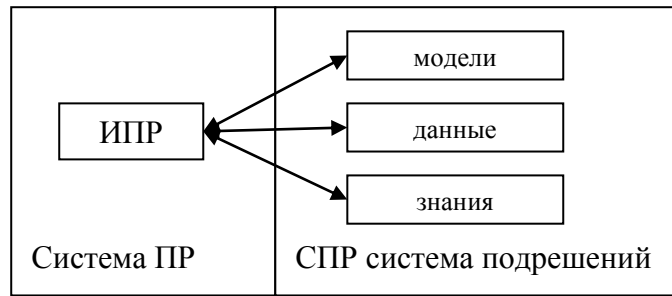 модели
ИПР
данные
знания
Система ПР
СПР система подрешений